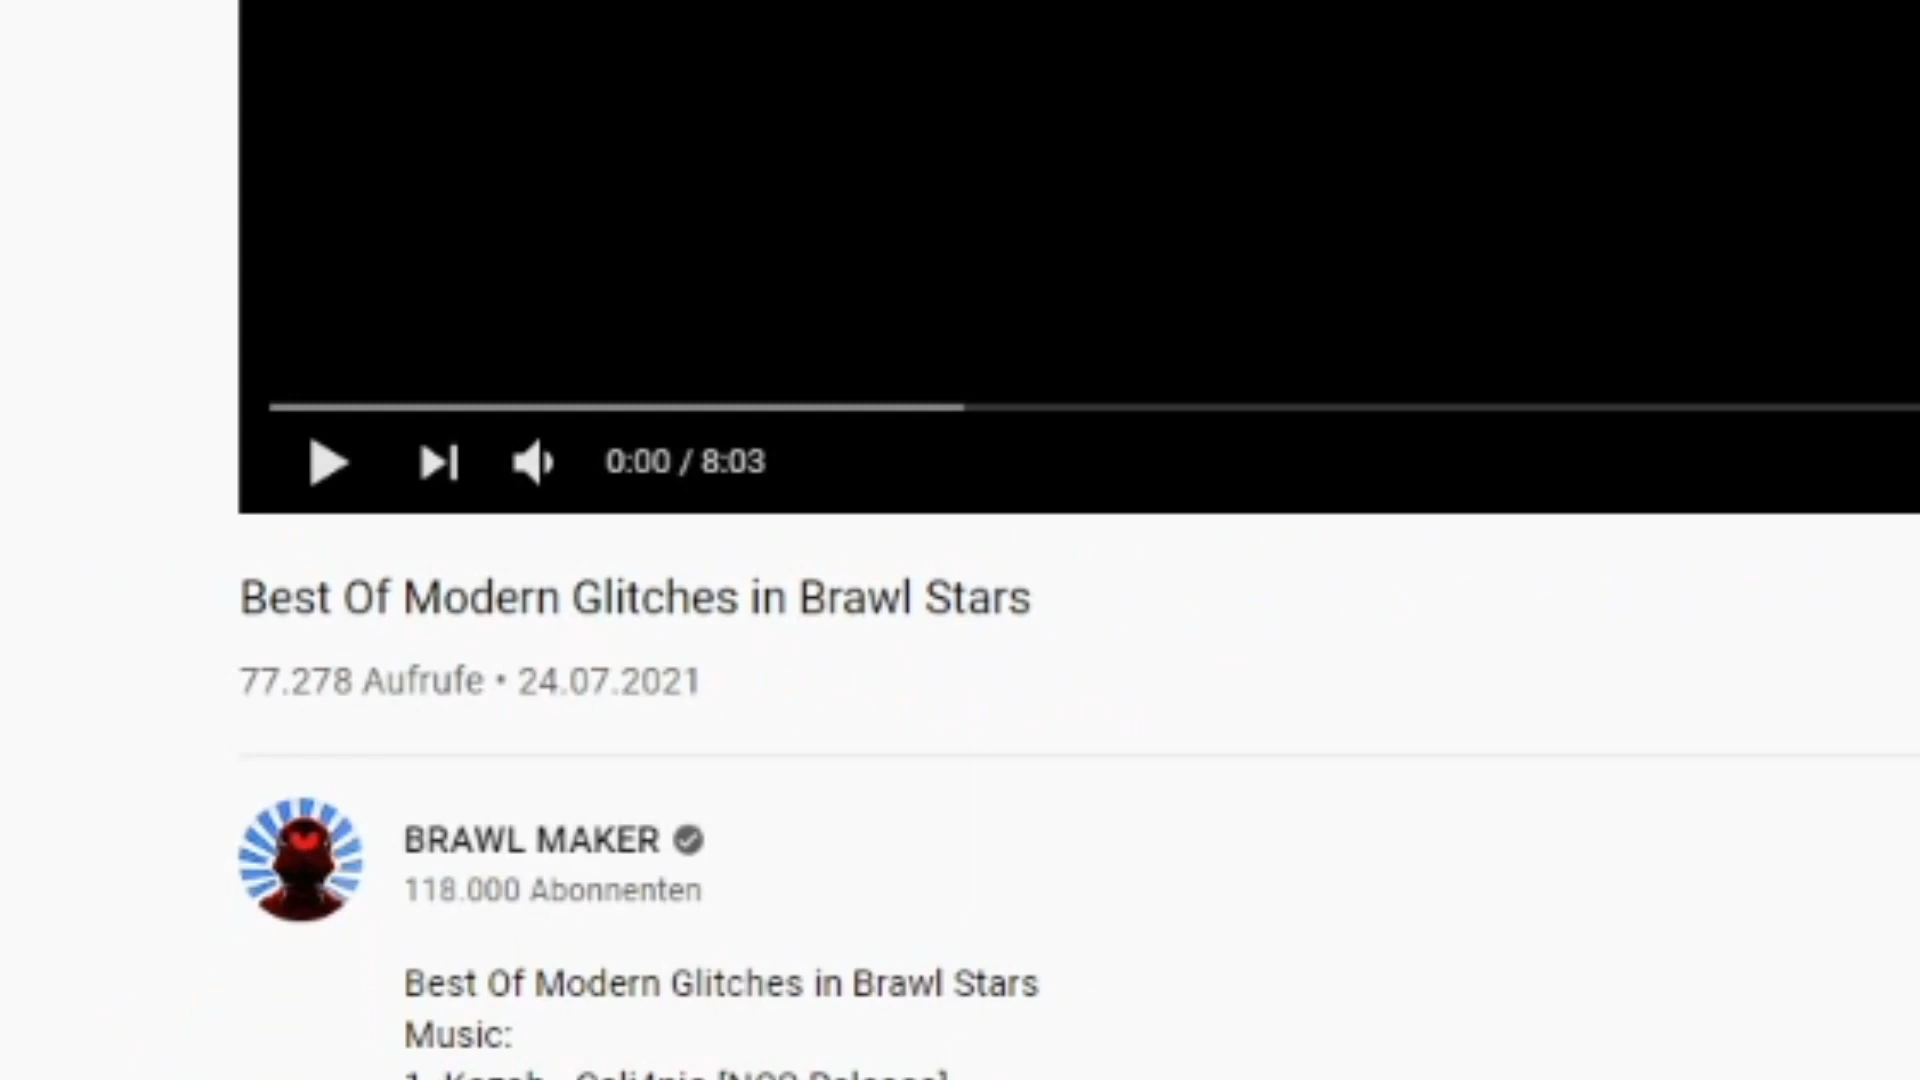 0:00 / 8:03
Best Of Modern Glitches in Brawl Stars
77.278 Aufrufe • 24.07.2021
BRAWL MAKER
118.000 Abonnenten
Best Of Modern Glitches in Brawl Stars
Music: